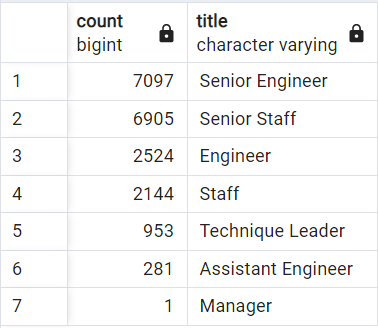 count title
bigint character varying
1 7097 Senior Engineer
2 6905 Senior Staff
3 2524 Engineer
4 2144 Staff
5 953 Technique Leader
6 281 Assistant Engineer
7 1 Manager